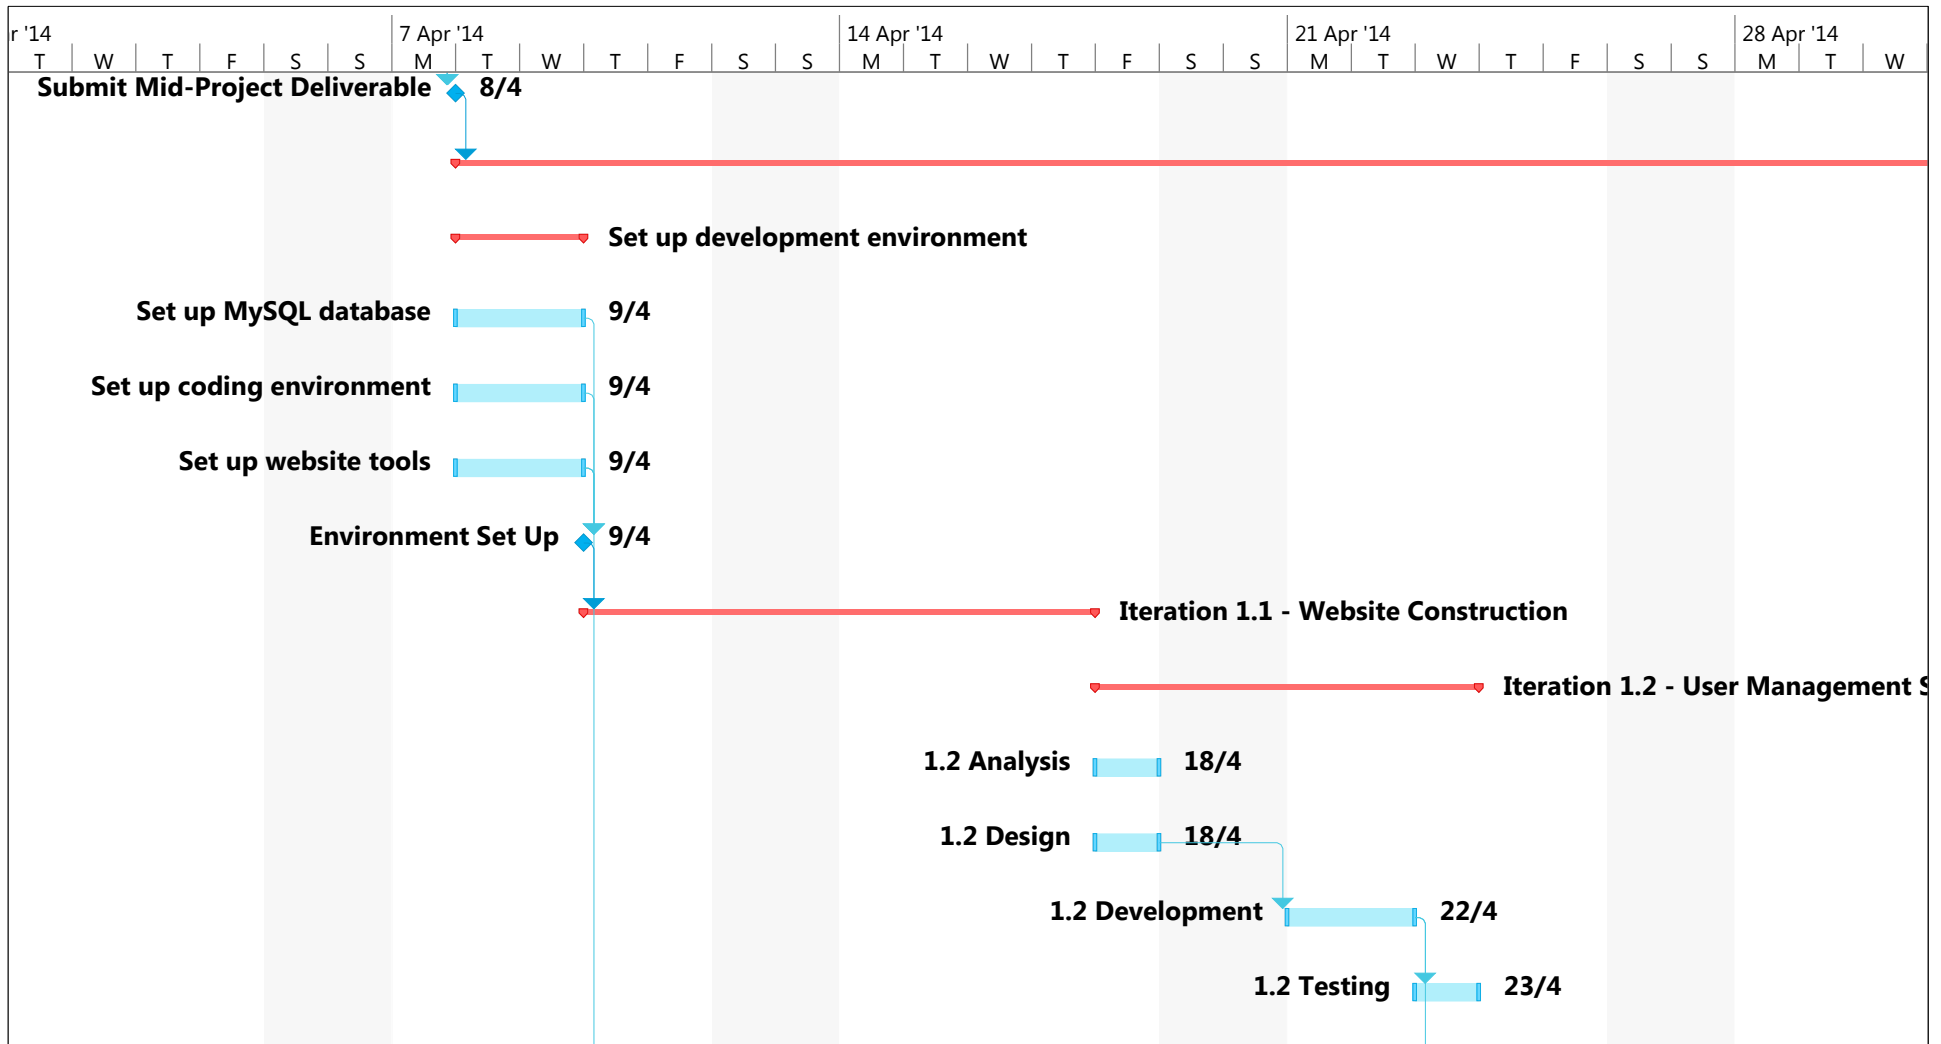 r '14 7 Apr '14 14 Apr '14 21 Apr '14 28 Apr '14
T W T F S S M T W T F S S M T W T F S S M T W T F S S M T W
Submit Mid-Project Deliverable 8/4
Set up development environment
Set up MySQL database 9/4
Set up coding environment 9/4
Set up website tools 9/4
Environment Set Up 9/4
Iteration 1.1 - Website Construction
Iteration 1.2 - User Management S
1.2 Analysis 18/4
1.2 Design 18/4
1.2 Development 22/4
1.2 Testing 23/4